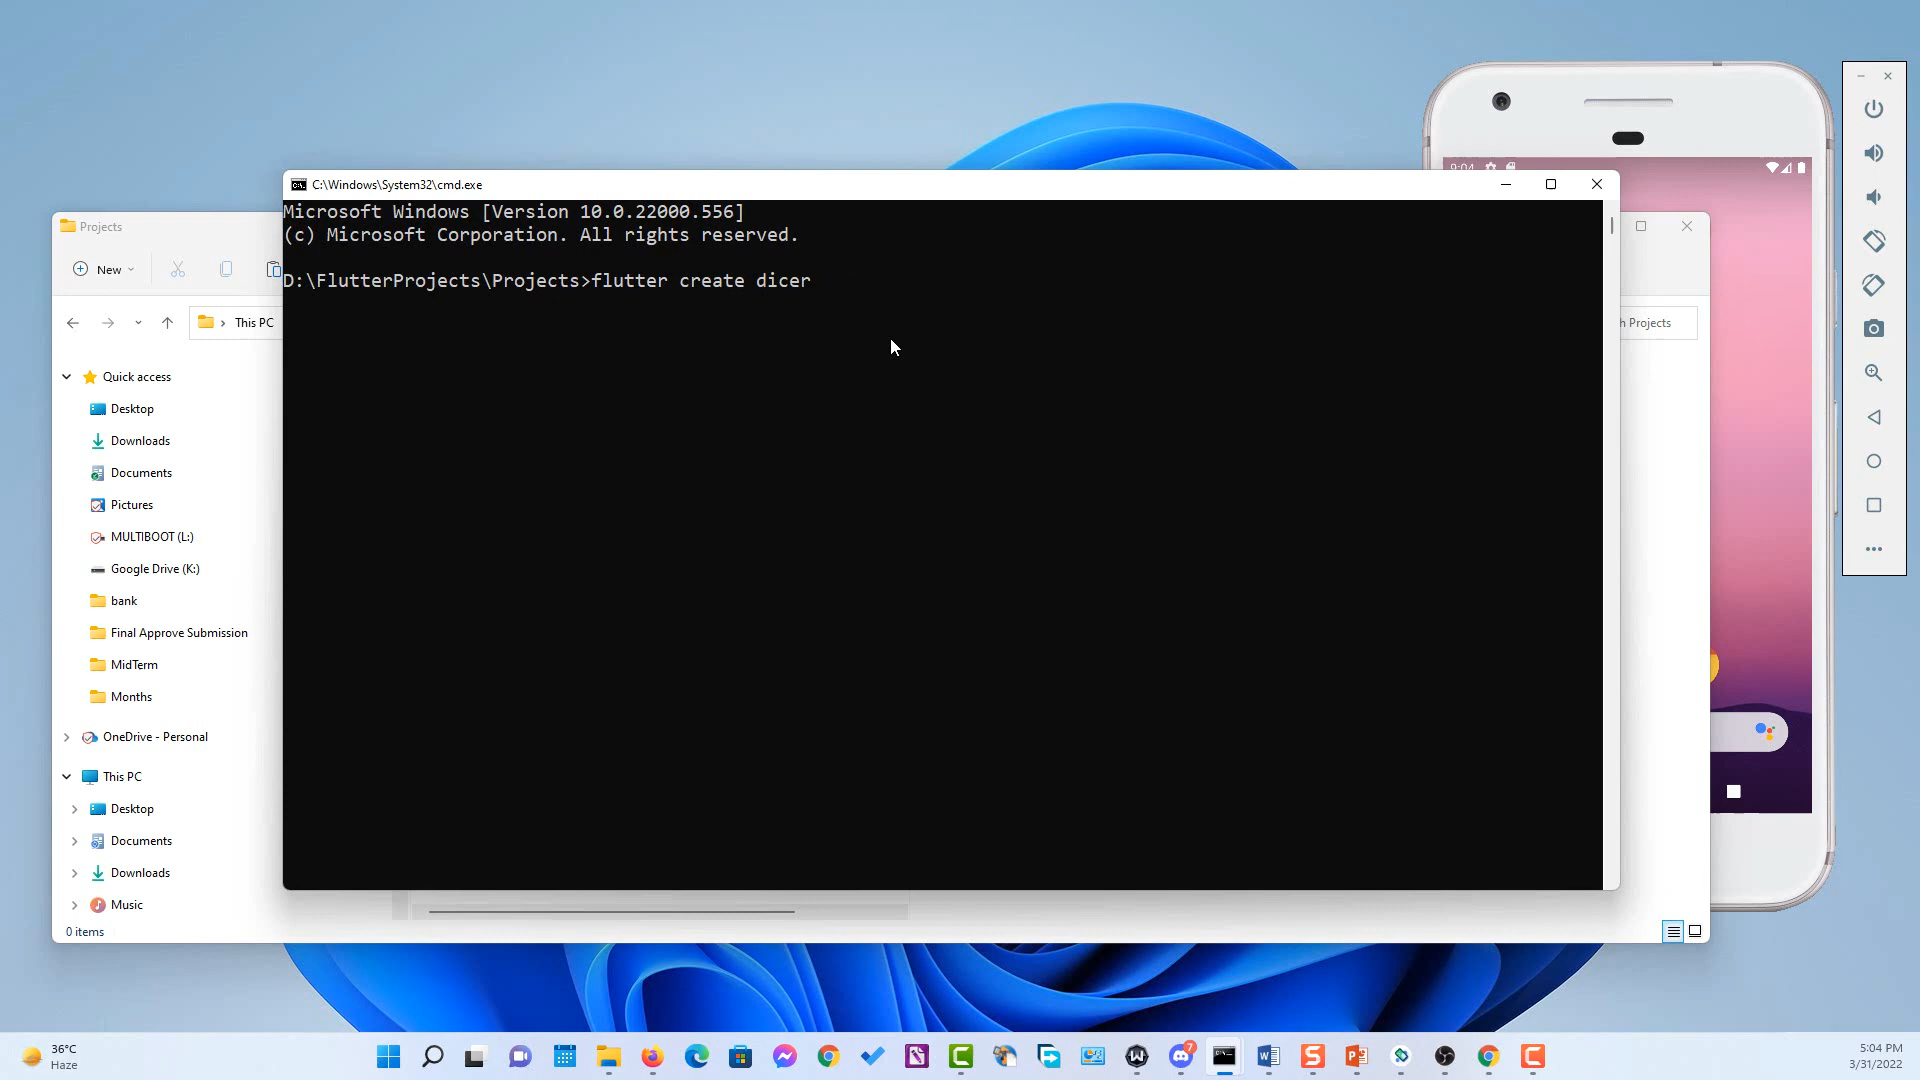 9:04
C:\Windows\System32\cmd.exe
Microsoft Windows [Version 10.0.22000.556]
(c) Microsoft Corporation. All rights reserved.
D:\FlutterProjects\Projects>flutter create dicer
Projects
New
This PC
h Projects
Quick access
Desktop
Downloads
Documents
Pictures
MULTIBOOT (L:)
Google Drive (K:)
bank
Final Approve Submission
MidTerm
Months
OneDrive - Personal
This PC
Desktop
Documents
Downloads
Music
0 items
36°C
Haze
7
5:04 PM
3/31/2022